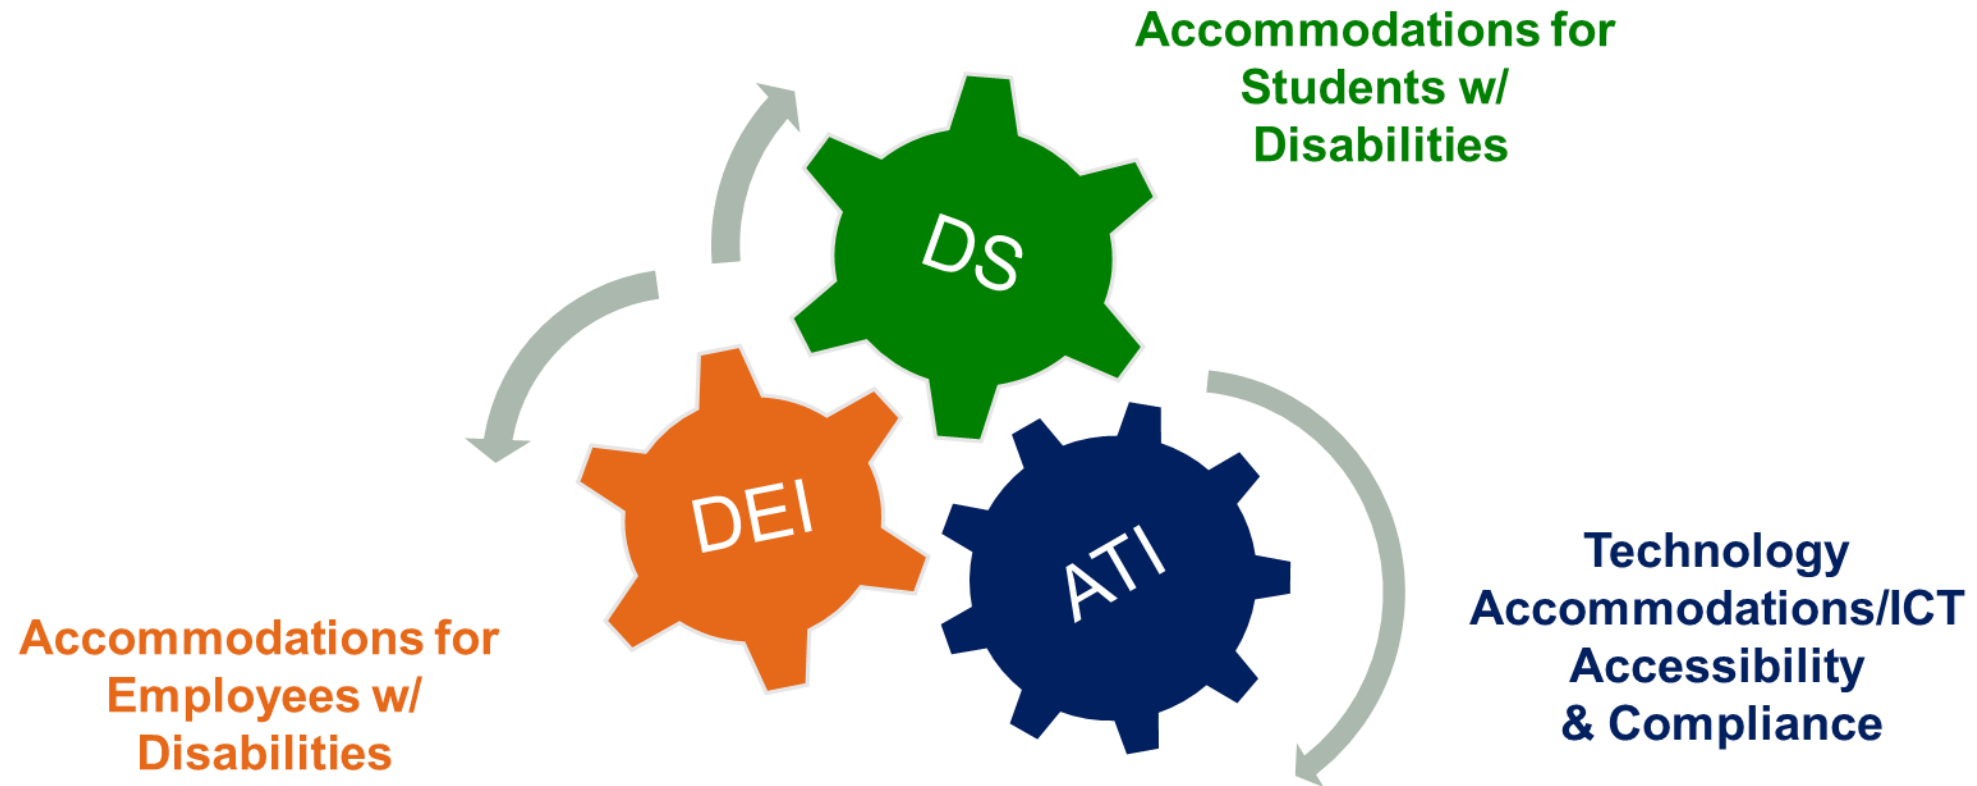 Accommodations for
Students w/
Disabilities
DS
DEI
ATI
Accommodations for
Employees w/
Disabilities
Technology
Accommodations/ICT
Accessibility
& Compliance